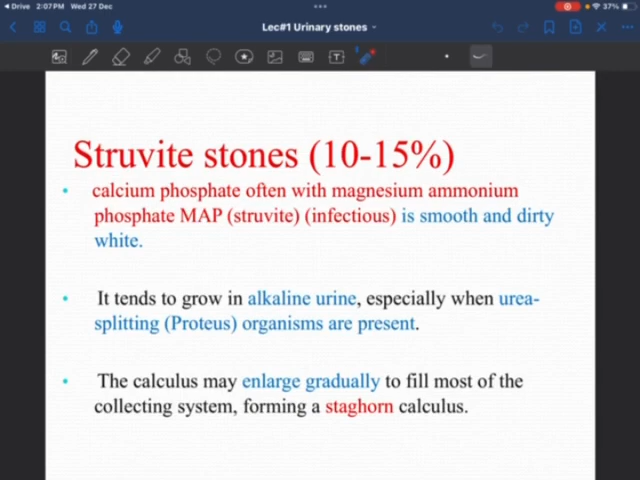 Drive 2:07PM Wed 27 Dec
37%
Lec#1 Urinary stones
Struvite stones (10-15%)
• calcium phosphate often with magnesium ammonium
phosphate MAP (struvite) (infectious) is smooth and dirty
white.
• It tends to grow in alkaline urine, especially when urea-
splitting (Proteus) organisms are present.
• The calculus may enlarge gradually to fill most of the
collecting system, forming a staghorn calculus.